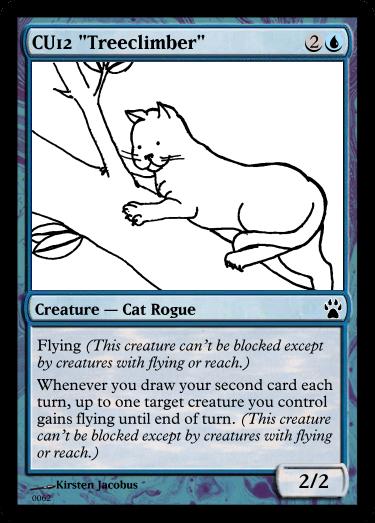 CU12 "Treeclimber" 2
Creature — Cat Rogue
Flying (This creature can't be blocked except
by creatures with flying or reach.)
Whenever you draw your second card each
turn, up to one target creature you control
gains flying until end of turn. (This creature
can't be blocked except by creatures with flying
or reach.)
2/2
Kirsten Jacobus
0062